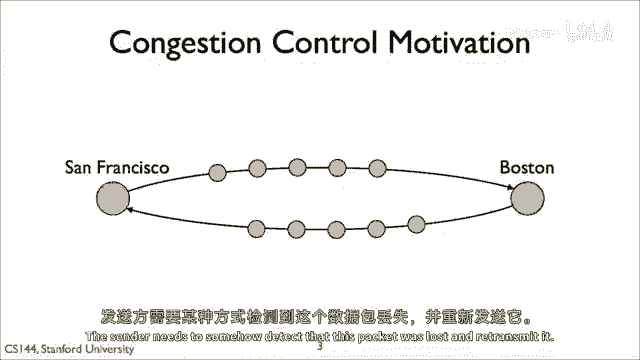 Congestion Control Motivation
San Francisco
Boston
发送方需要某种方式检测到这个数据包丢失，并重新发送它。
The sender needs to somehow detect that this packet was lost and retransmit it.
CS144, Stanford University
3